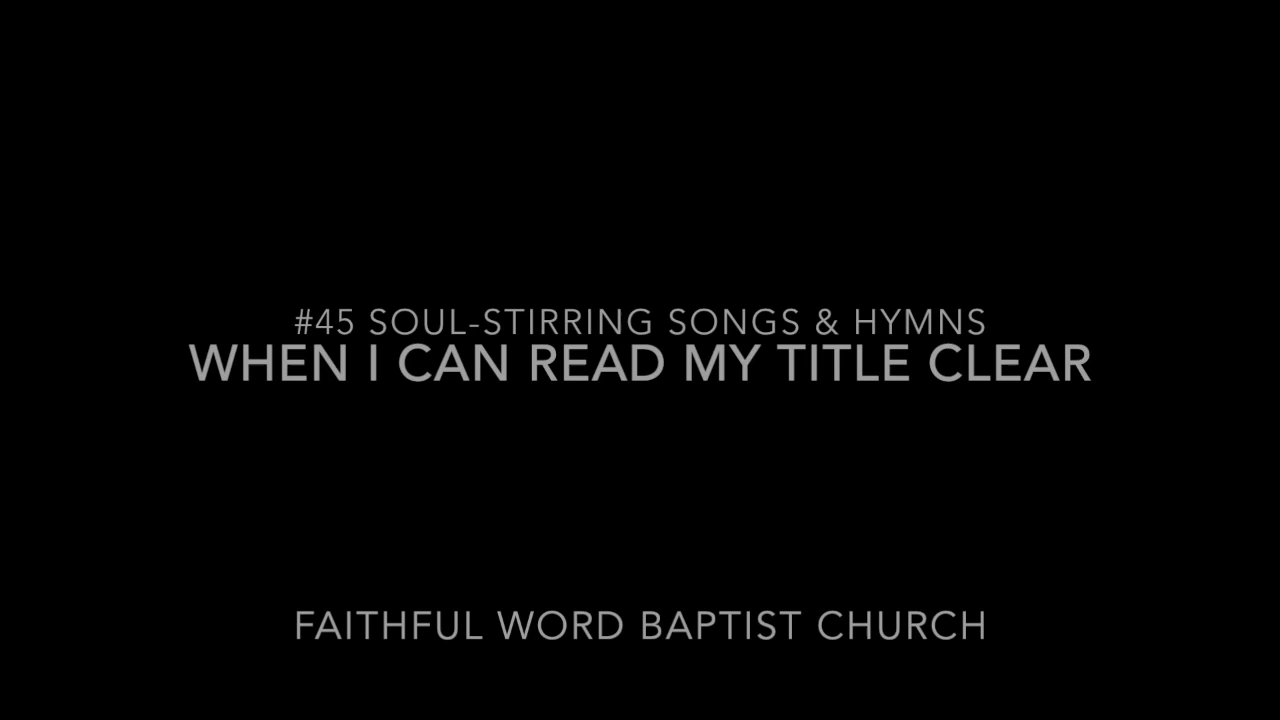 #45 SOUL-STIRRING SONGS & HYMNS
WHEN I CAN READ MY TITLE CLEAR
FAITHFUL WORD BAPTIST CHURCH